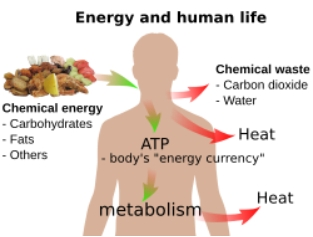 Energy and human life
Chemical energy
- Carbohydrates
- Fats
- Others
Chemical waste
- Carbon dioxide
- Water
Heat
ATP
- body's "energy currency"
metabolism
Heat